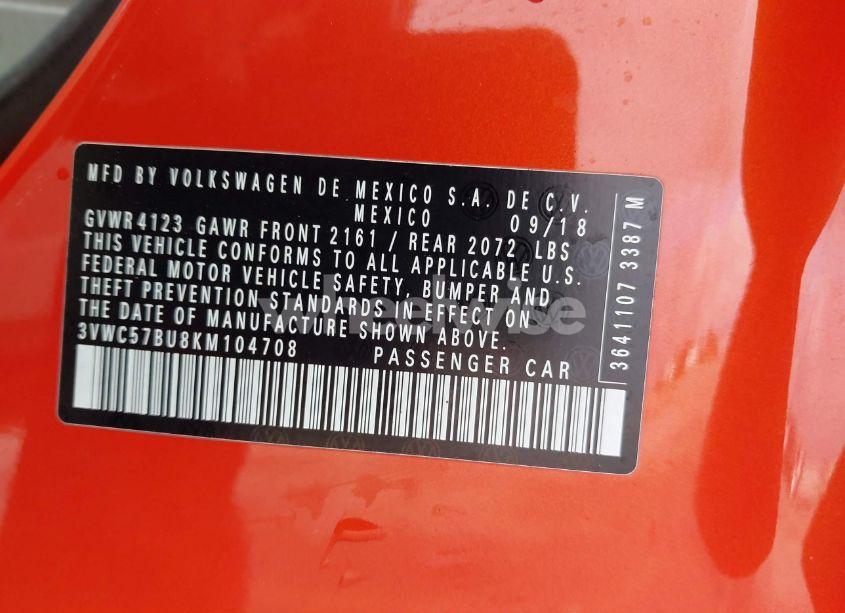 MFD BY VOLKSWAGEN DE MEXICO S.A. DE C.V.
MEXICO 09/18
GVWR 4123 GAWR FRONT 2161 / REAR 2072 LBS
THIS VEHICLE CONFORMS TO ALL APPLICABLE U.S.
FEDERAL MOTOR VEHICLE SAFETY, BUMPER AND
THEFT PREVENTION STANDARDS IN EFFECT ON
THE DATE OF MANUFACTURE SHOWN ABOVE.
3VWC57BU8KM104708 PASSENGER CAR
3641107 3387 M
wheelwise